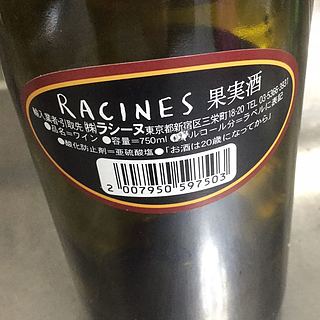 RACINES 果実酒
輸入業者・引取先 ㈱ラシーヌ 東京都新宿区三栄町18-20 TEL 03-5366-3931
●品名=ワイン ●容量=750ml ●アルコール分=ラベルに表記
●酸化防止剤=亜硫酸塩 ●「お酒は20歳になってから」
2 007950 597503